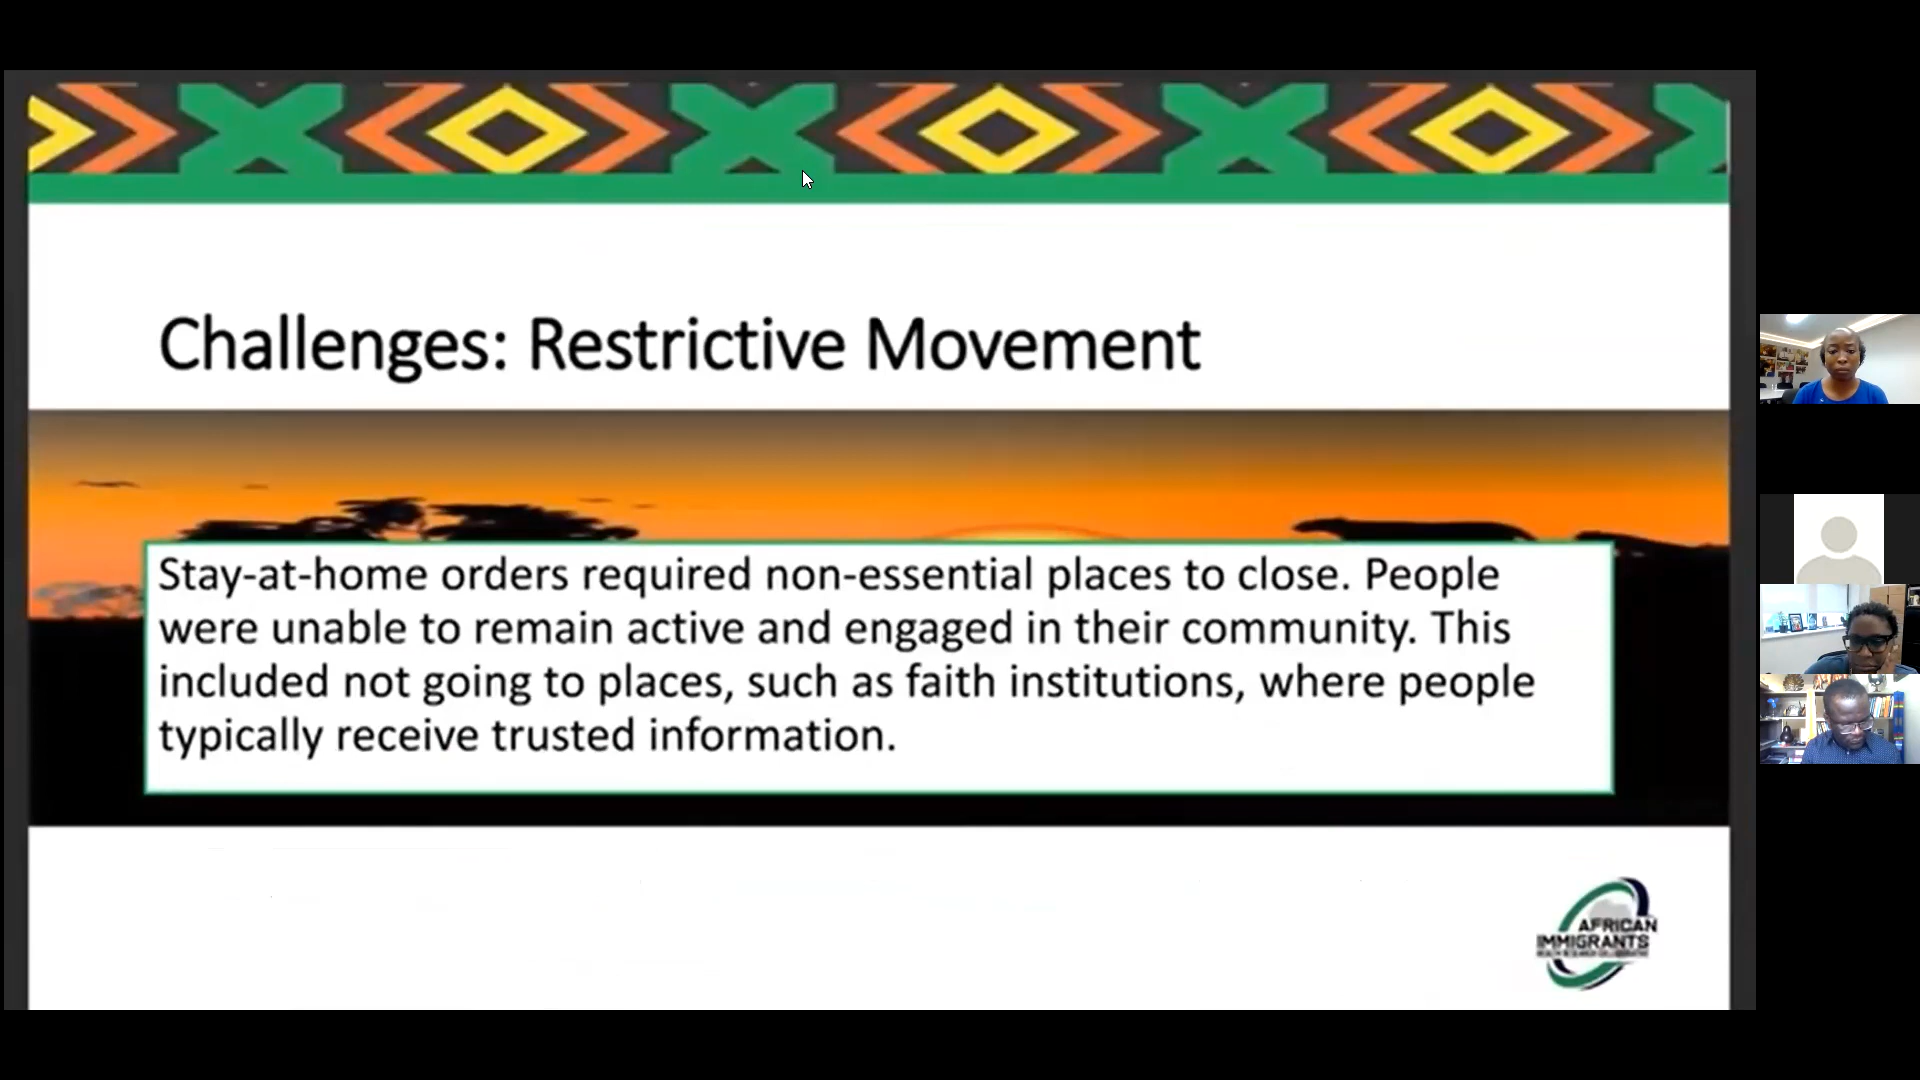 Challenges: Restrictive Movement
Stay-at-home orders required non-essential places to close. People
were unable to remain active and engaged in their community. This
included not going to places, such as faith institutions, where people
typically receive trusted information.
AFRICAN
IMMIGRANTS